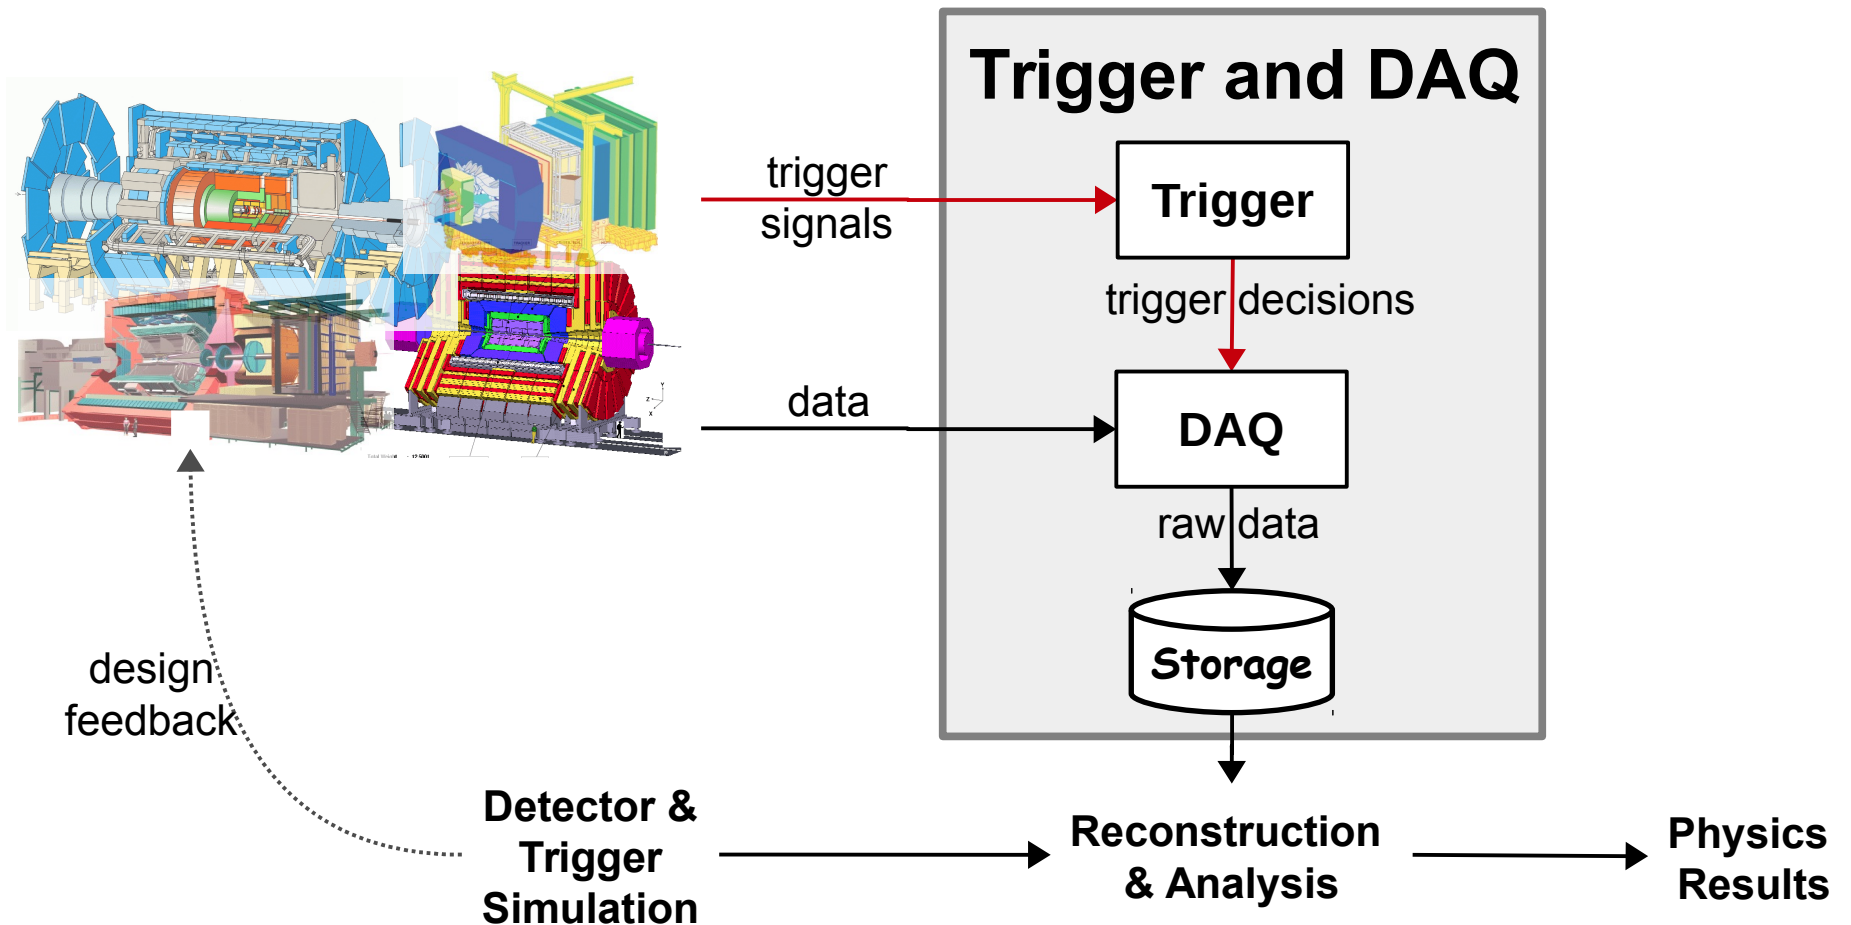 Trigger and DAQ
trigger
signals
Trigger
trigger decisions
data
DAQ
raw data
Storage
design
feedback
Detector &
Trigger
Simulation
Reconstruction
& Analysis
Physics
Results